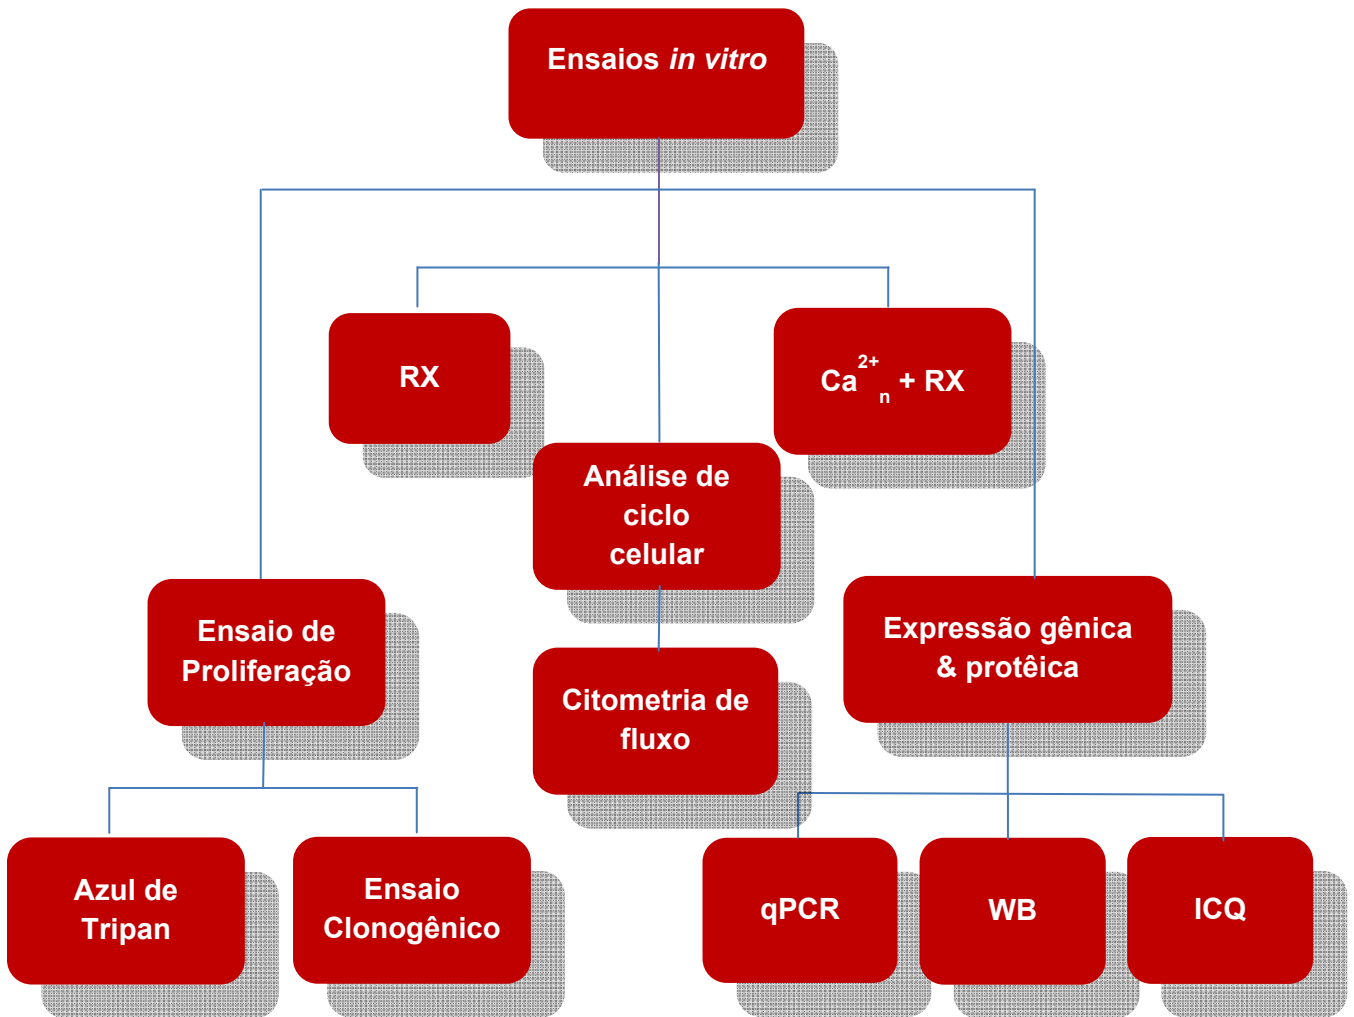 Ensaios in vitro
RX
Ca²⁺ₙ + RX
Análise de
ciclo
celular
Ensaio de
Proliferação
Expressão gênica
& protêica
Citometria de
fluxo
Azul de
Tripan
Ensaio
Clonogênico
qPCR
WB
ICQ